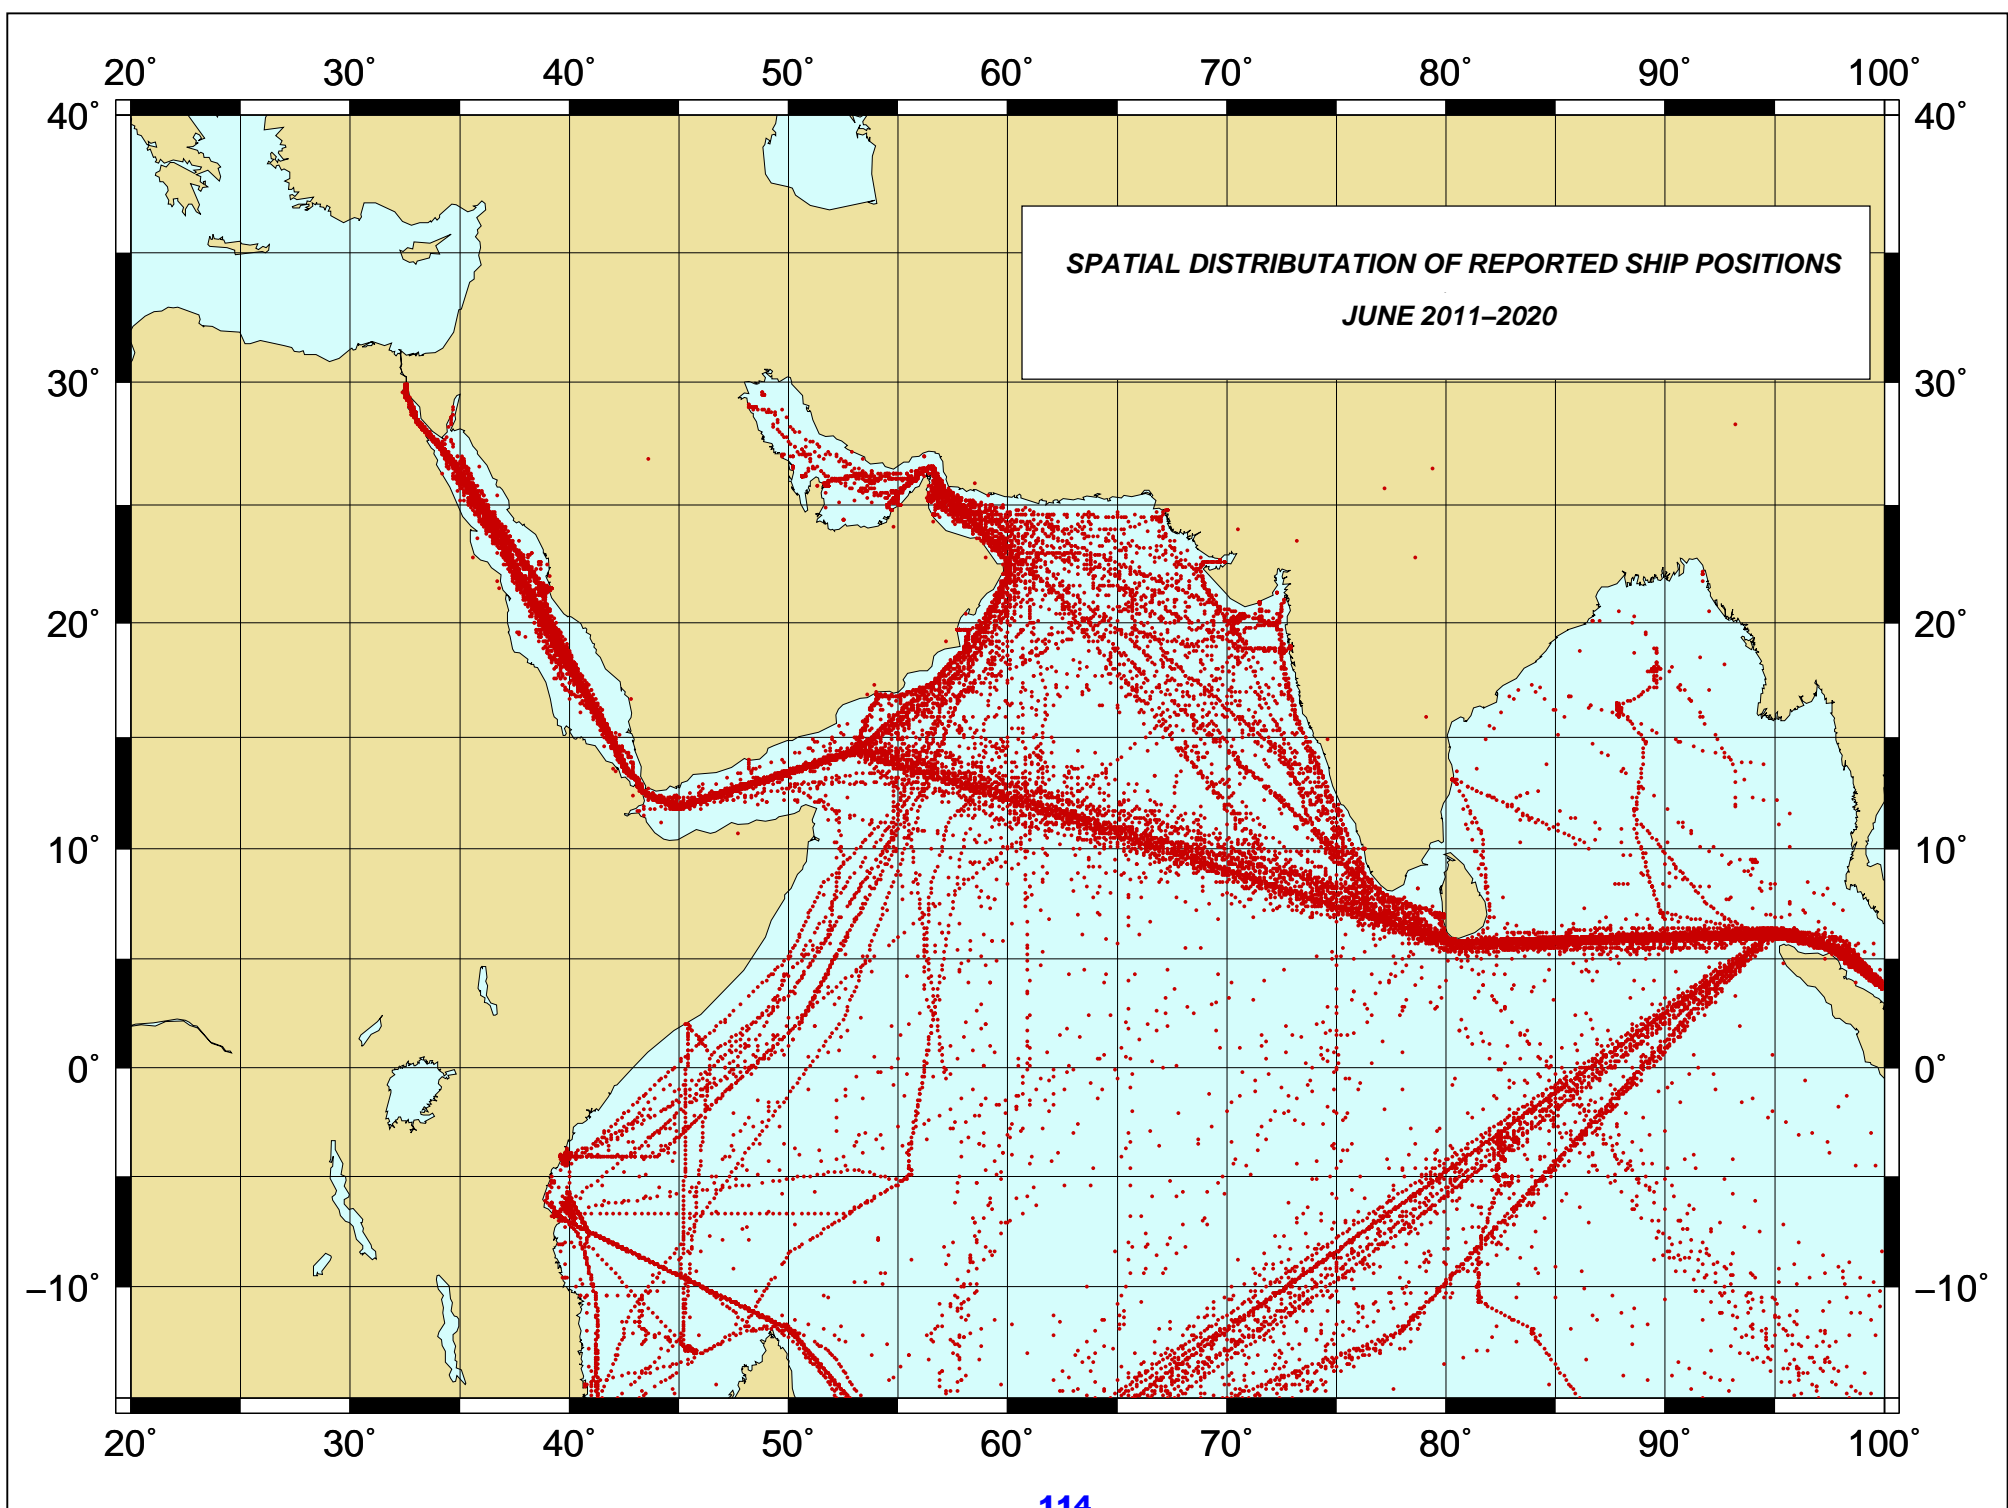 20° 30° 40° 50° 60° 70° 80° 90° 100°
40° 40°
SPATIAL DISTRIBUTATION OF REPORTED SHIP POSITIONS
JUNE 2011–2020
30° 30°
20° 20°
10° 10°
0° 0°
–10° –10°
20° 30° 40° 50° 60° 70° 80° 90° 100°
114